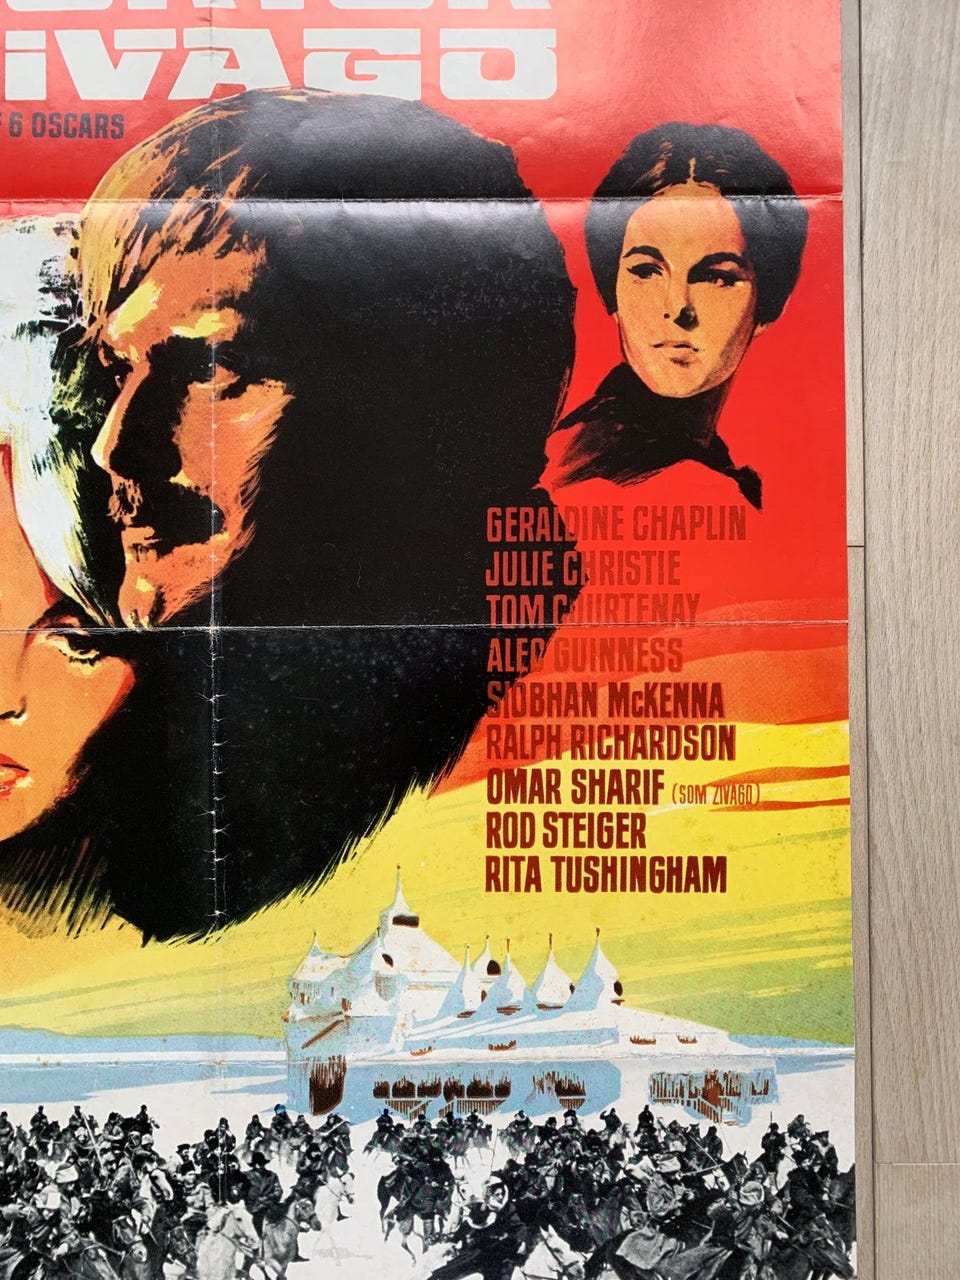 IVAGO
6 OSCARS
GERALDINE CHAPLIN
JULIE CHRISTIE
TOM COURTENAY
ALEC GUINNESS
SIOBHAN McKENNA
RALPH RICHARDSON
OMAR SHARIF (SOM ZIVAGO)
ROD STEIGER
RITA TUSHINGHAM